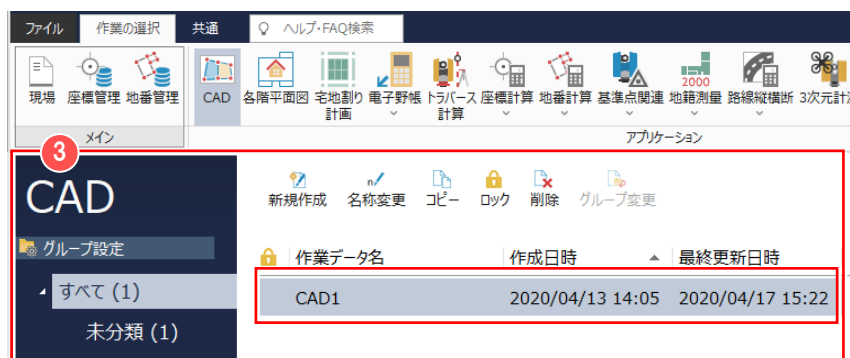 ファイル 作業の選択 共通 ヘルプ・FAQ検索
2000
現場 座標管理 地番管理 CAD 各階平面図 宅地割り計画 電子野帳 トラバース計算 座標計算 地番計算 基準点関連 地籍測量 路線縦横断 3次元計
メイン アプリケーション
3
CAD
新規作成 名称変更 コピー ロック 削除 グループ変更
グループ設定
作業データ名 作成日時 最終更新日時
すべて (1)
CAD1 2020/04/13 14:05 2020/04/17 15:22
未分類 (1)